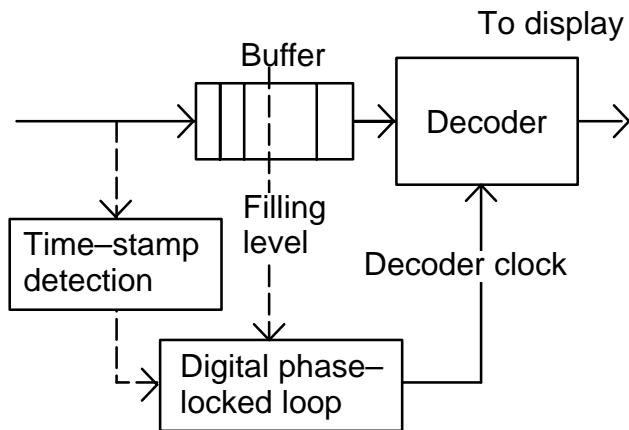 To display
Buffer
Decoder
Filling
level
Time–stamp
detection
Decoder clock
Digital phase–
locked loop